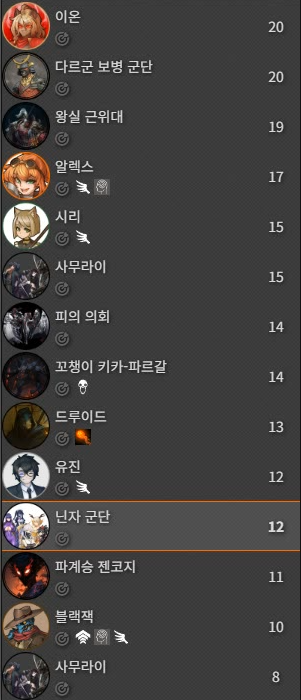 이온 20
다르군 보병 군단 20
왕실 근위대 19
알렉스 17
시리 15
사무라이 15
피의 의회 14
꼬챙이 키카-파르갈 14
드루이드 13
유진 12
닌자 군단 12
파계승 젠코지 11
블랙잭 10
사무라이 8